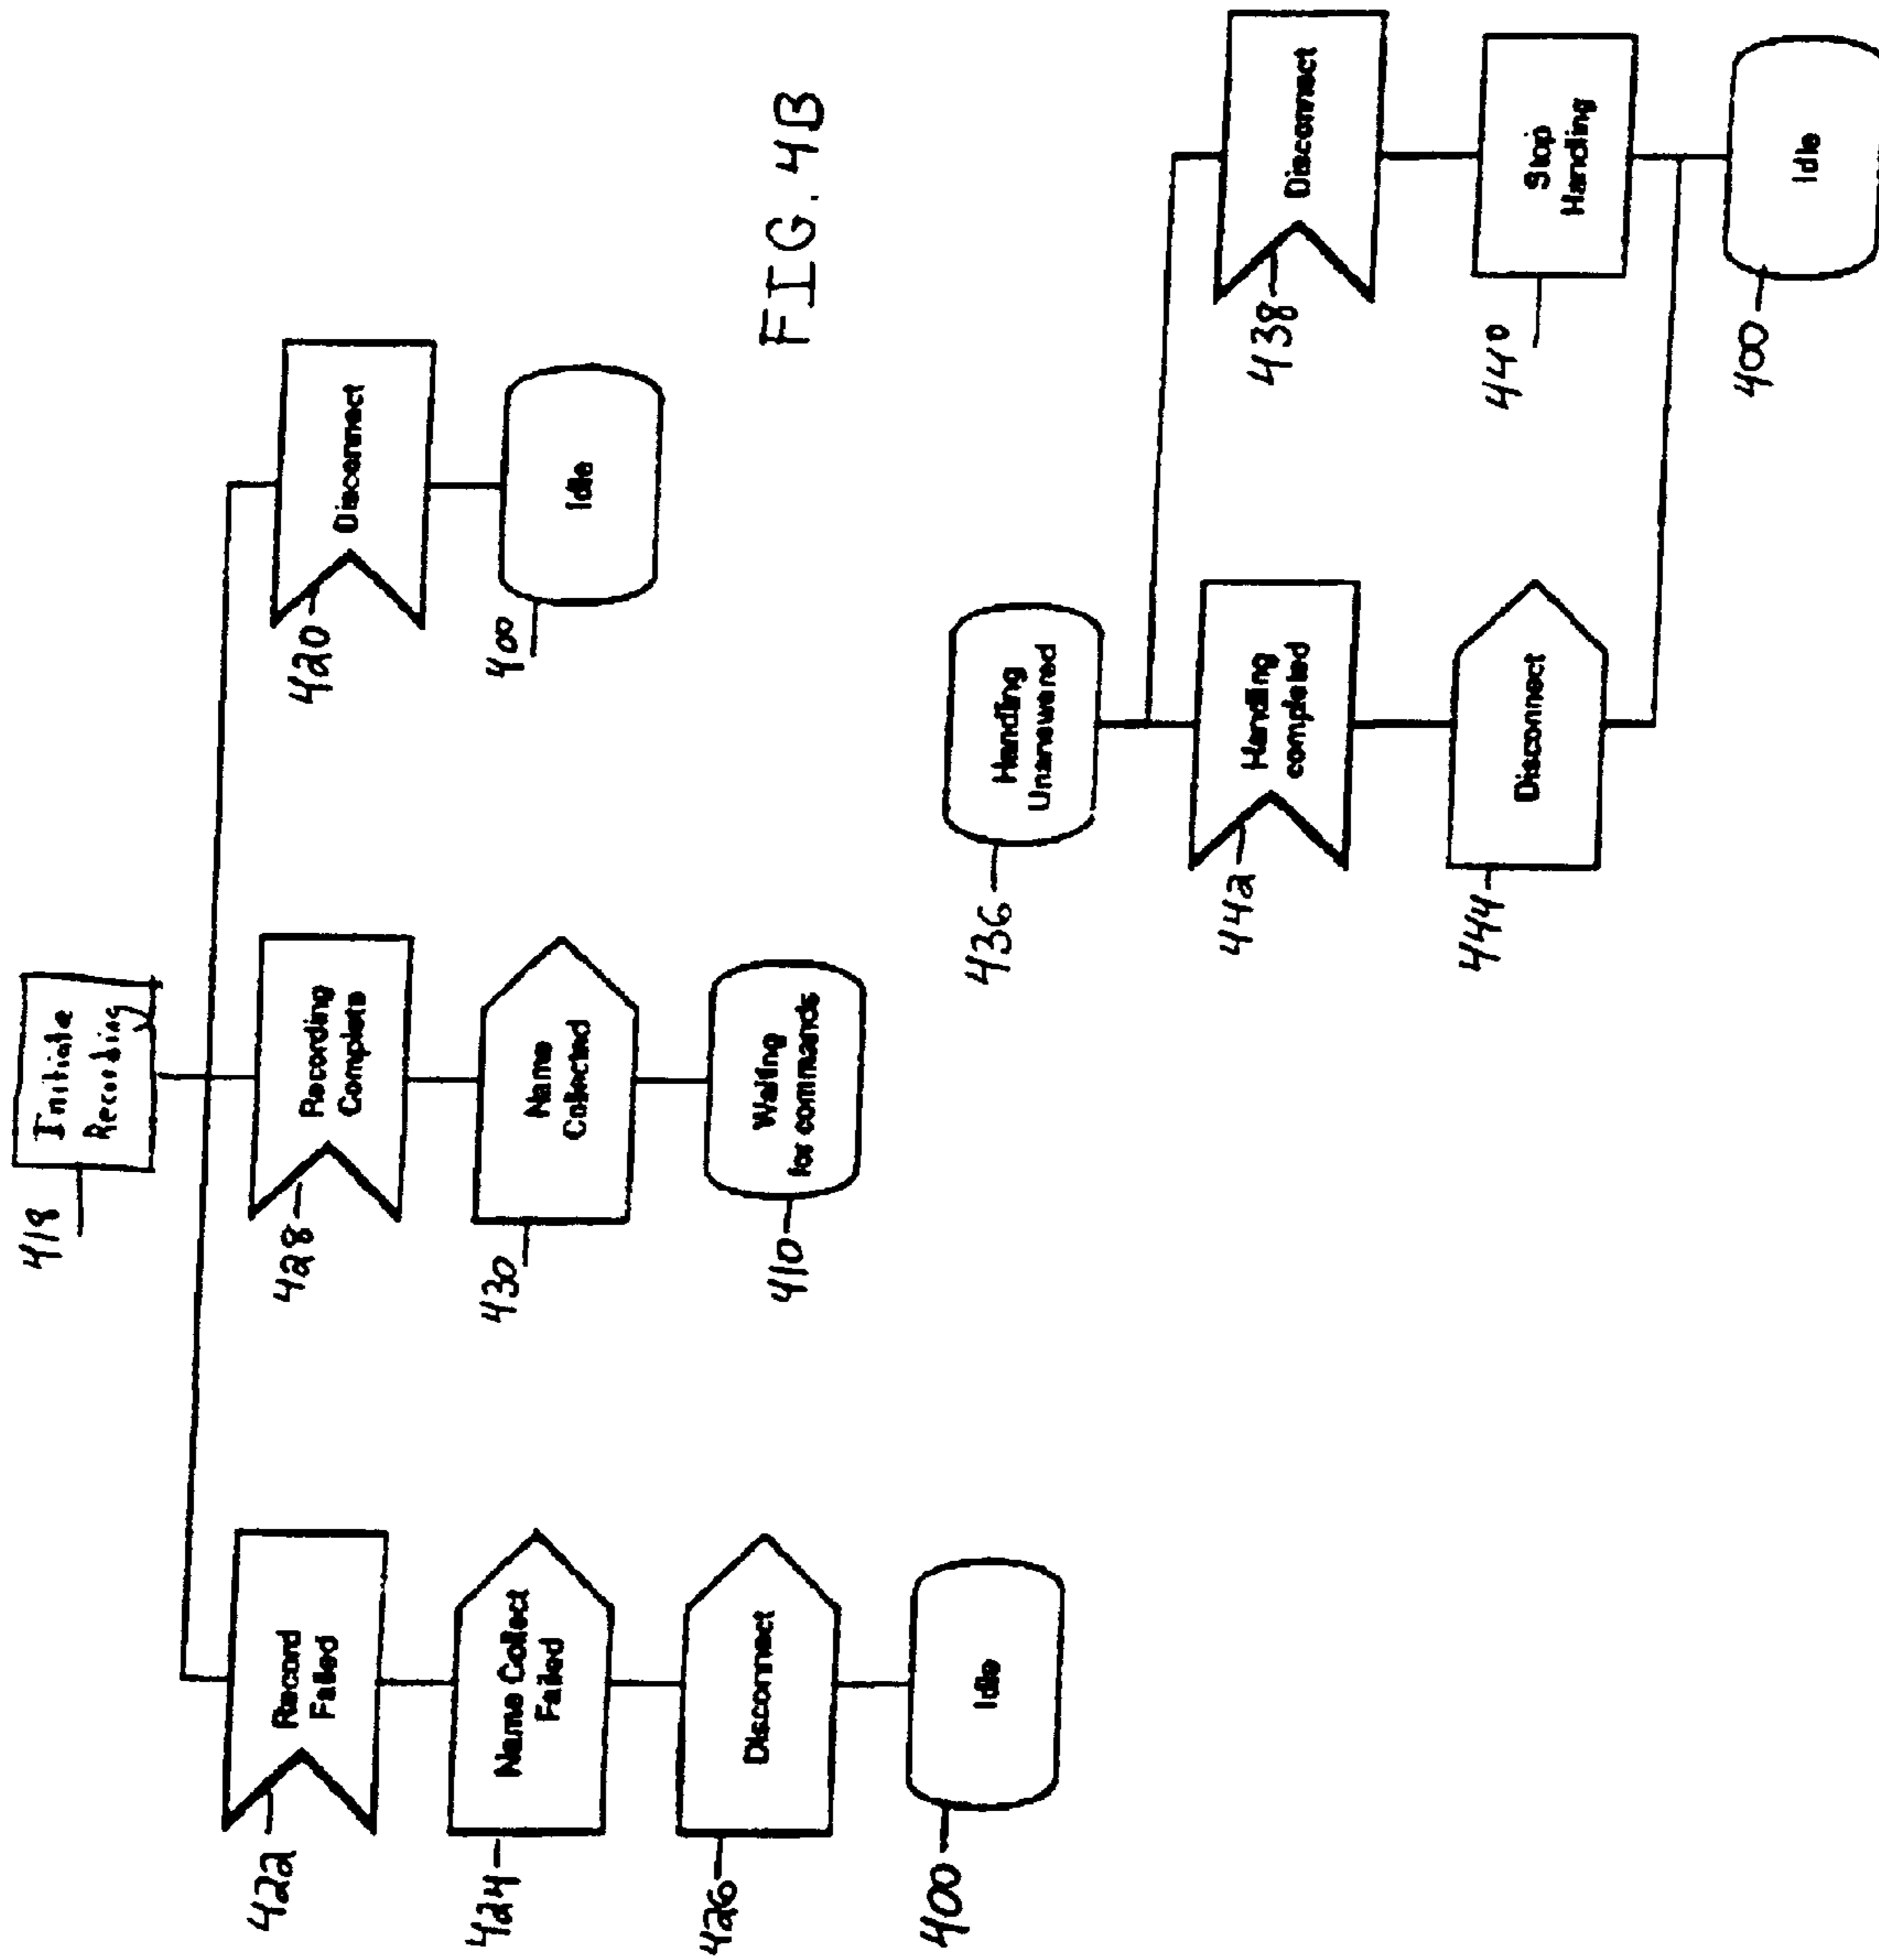 418
Initiate
Recording
422
Record
Failed
424
Name Collect
Failed
426
Disconnect
400
Idle
428
Recording
Complete
430
Name
Collected
410
Waiting
for command
420
Disconnect
400
Idle
FIG. 4B
436
Handling
Unanswered
442
Handling
completed
444
Disconnect
438
Disconnect
440
Stop
Handling
400
Idle